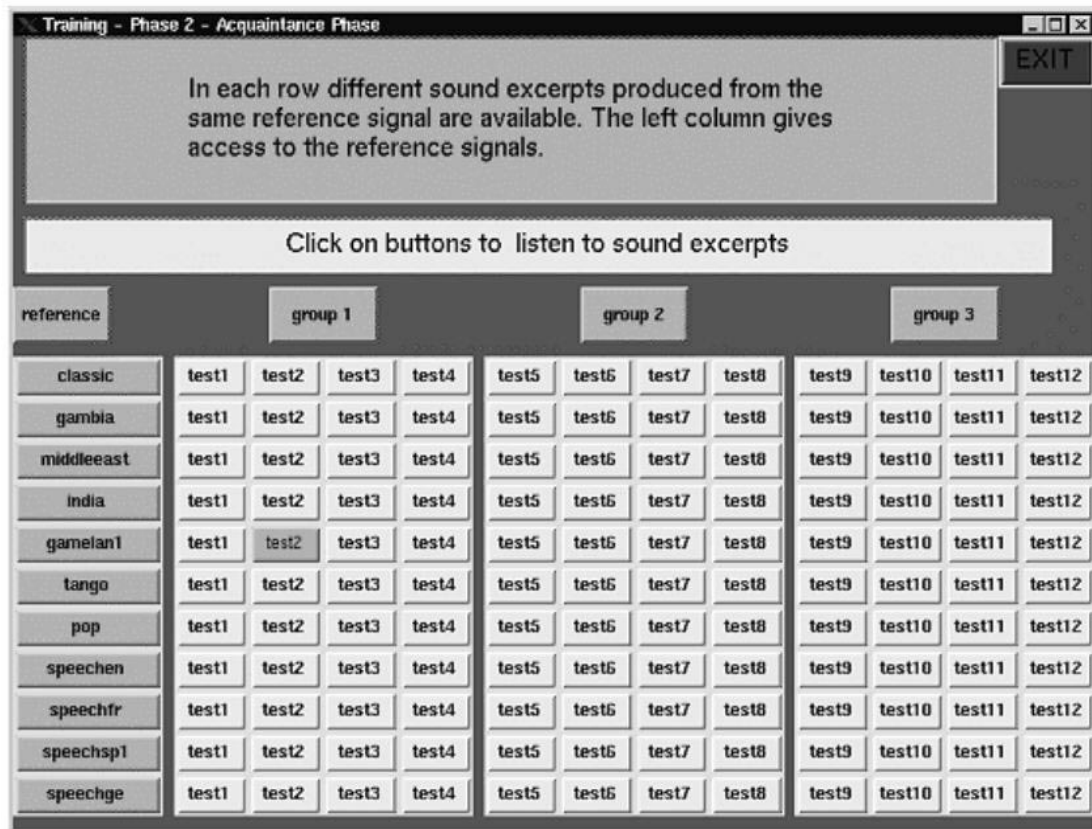 Training - Phase 2 - Acquaintance Phase
EXIT
In each row different sound excerpts produced from the
same reference signal are available. The left column gives
access to the reference signals.
Click on buttons to listen to sound excerpts
reference group 1 group 2 group 3
classic test1 test2 test3 test4 test5 test6 test7 test8 test9 test10 test11 test12
gambia test1 test2 test3 test4 test5 test6 test7 test8 test9 test10 test11 test12
middleeast test1 test2 test3 test4 test5 test6 test7 test8 test9 test10 test11 test12
india test1 test2 test3 test4 test5 test6 test7 test8 test9 test10 test11 test12
gamelan1 test1 test2 test3 test4 test5 test6 test7 test8 test9 test10 test11 test12
tango test1 test2 test3 test4 test5 test6 test7 test8 test9 test10 test11 test12
pop test1 test2 test3 test4 test5 test6 test7 test8 test9 test10 test11 test12
speechen test1 test2 test3 test4 test5 test6 test7 test8 test9 test10 test11 test12
speechfr test1 test2 test3 test4 test5 test6 test7 test8 test9 test10 test11 test12
speechsp1 test1 test2 test3 test4 test5 test6 test7 test8 test9 test10 test11 test12
speechge test1 test2 test3 test4 test5 test6 test7 test8 test9 test10 test11 test12